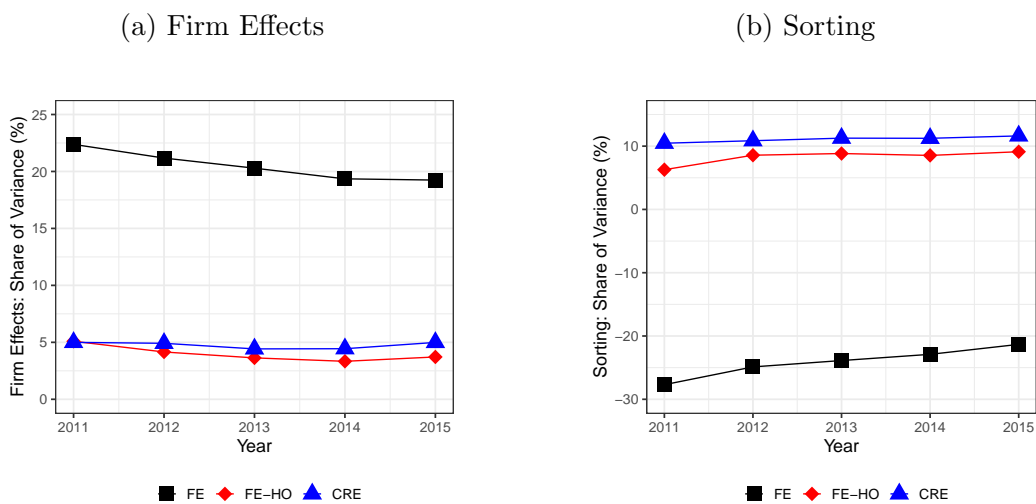 (a) Firm Effects
(b) Sorting
Firm Effects: Share of Variance (%)
25
20
15
10
5
0
2011 2012 2013 2014 2015
Year
FE FE−HO CRE
Sorting: Share of Variance (%)
10
0
−10
−20
−30
2011 2012 2013 2014 2015
Year
FE FE−HO CRE